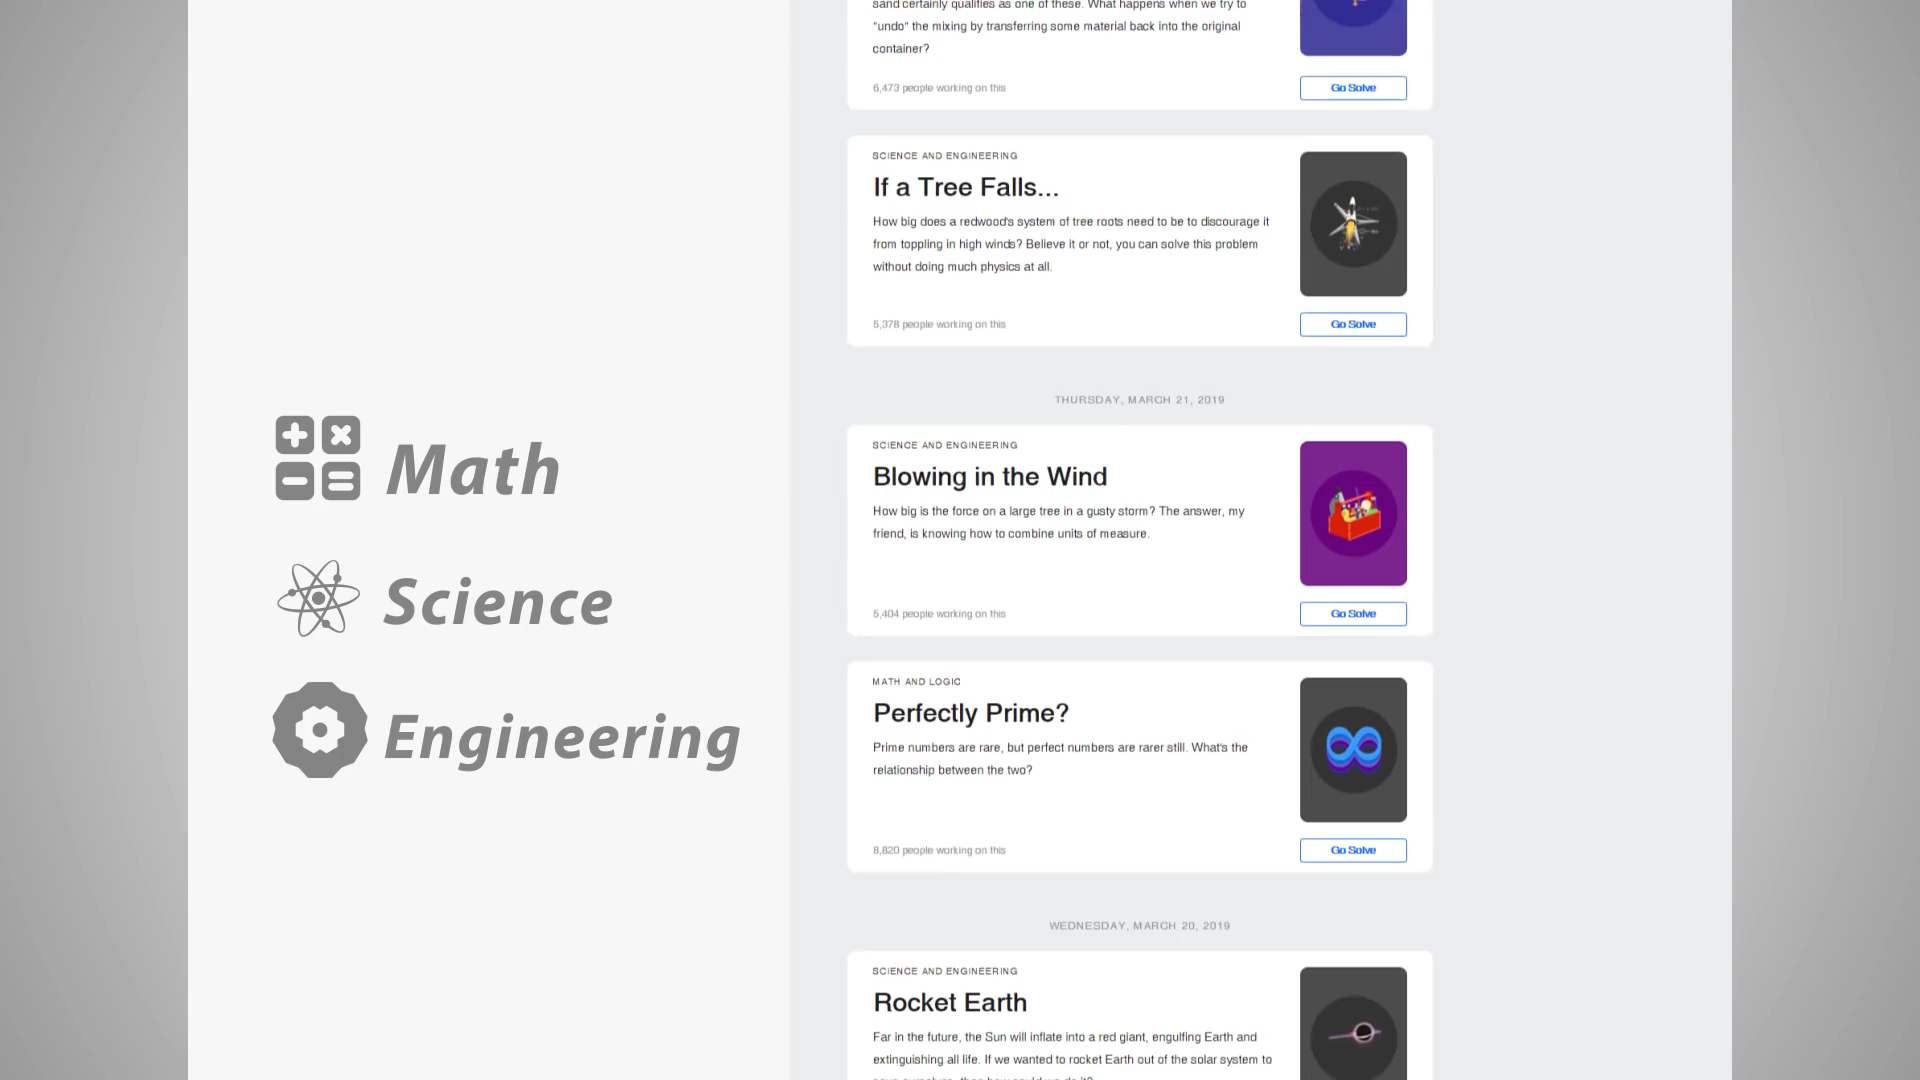 Math
Science
Engineering
sand certainly qualifies as one of these. What happens when we try to
"undo" the mixing by transferring some material back into the original
container?
6,473 people working on this
Go Solve
SCIENCE AND ENGINEERING
If a Tree Falls...
How big does a redwood's system of tree roots need to be to discourage it
from toppling in high winds? Believe it or not, you can solve this problem
without doing much physics at all.
5,378 people working on this
Go Solve
THURSDAY, MARCH 21, 2019
SCIENCE AND ENGINEERING
Blowing in the Wind
How big is the force on a large tree in a gusty storm? The answer, my
friend, is knowing how to combine units of measure.
5,404 people working on this
Go Solve
MATH AND LOGIC
Perfectly Prime?
Prime numbers are rare, but perfect numbers are rarer still. What's the
relationship between the two?
8,820 people working on this
Go Solve
WEDNESDAY, MARCH 20, 2019
SCIENCE AND ENGINEERING
Rocket Earth
Far in the future, the Sun will inflate into a red giant, engulfing Earth and
extinguishing all life. If we wanted to rocket Earth out of the solar system to